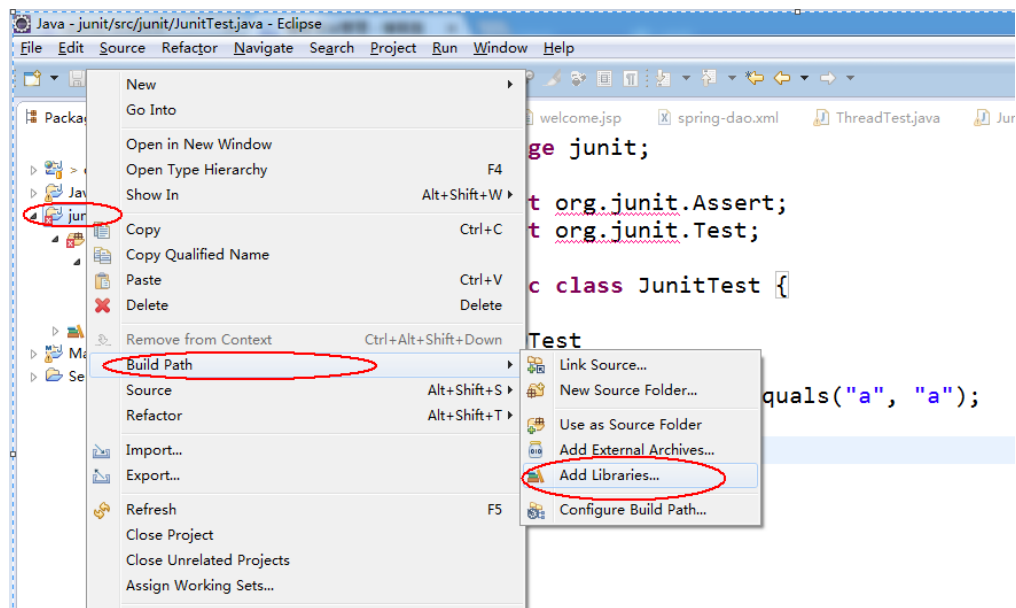 Java - junit/src/junit/JunitTest.java - Eclipse
File Edit Source Refactor Navigate Search Project Run Window Help
Packa
welcome.jsp spring-dao.xml ThreadTest.java Jun
> 
Jav
jun
Ma
Se
New
Go Into
Open in New Window
Open Type Hierarchy F4
Show In Alt+Shift+W
Copy Ctrl+C
Copy Qualified Name
Paste Ctrl+V
Delete Delete
Remove from Context Ctrl+Alt+Shift+Down
Build Path
Source Alt+Shift+S
Refactor Alt+Shift+T
Import...
Export...
Refresh F5
Close Project
Close Unrelated Projects
Assign Working Sets...
Link Source...
New Source Folder...
Use as Source Folder
Add External Archives...
Add Libraries...
Configure Build Path...
ge junit;
t org.junit.Assert;
t org.junit.Test;
c class JunitTest {
Test
quals("a", "a");